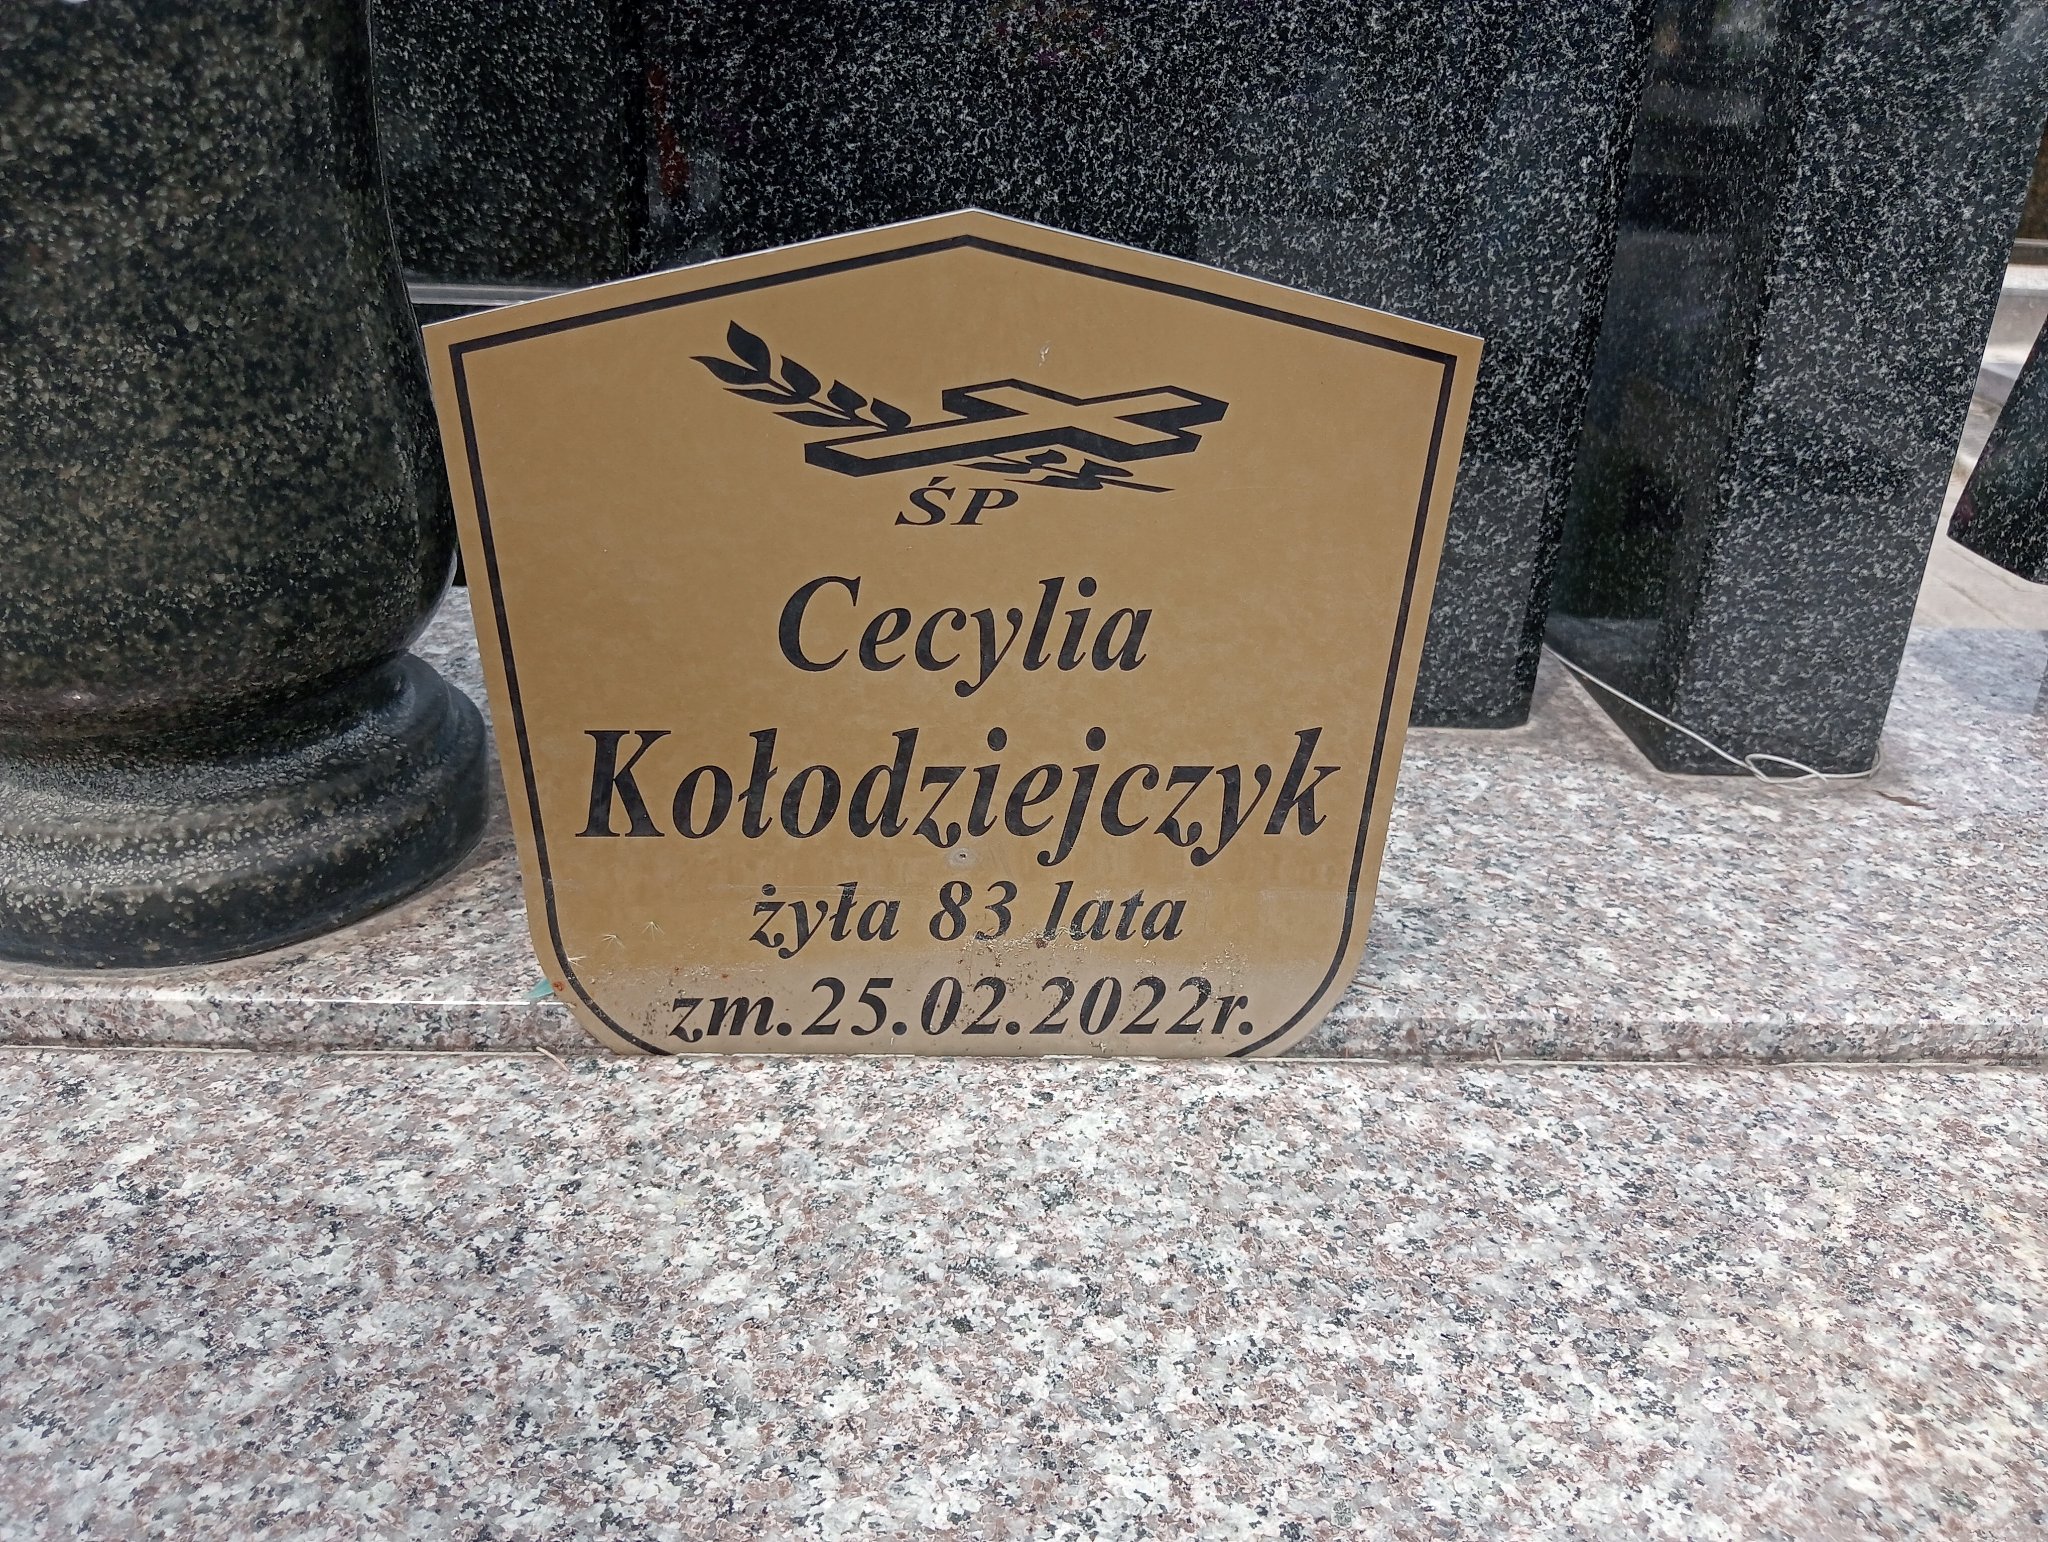 ŚP
Cecylia
Kołodziejczyk
żyła 83 lata
zm.25.02.2022r.